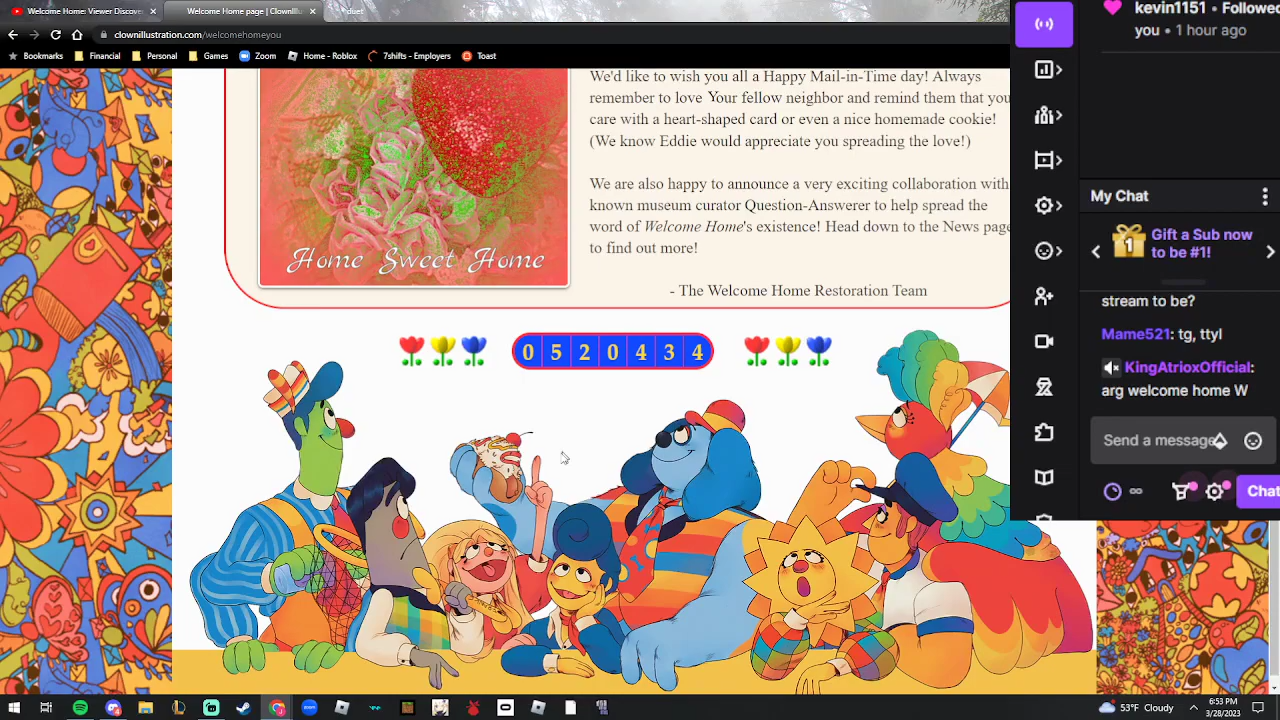 Welcome Home Viewer Discov
Welcome Home page | Clownillustration
duet
clownillustration.com/welcomehomeyou
Bookmarks
Financial
Personal
Games
Zoom
Home - Roblox
7shifts - Employers
Toast
We'd like to wish you all a Happy Mail-in-Time day! Always
remember to love Your fellow neighbor and remind them that you
care with a heart-shaped card or even a nice homemade cookie!
(We know Eddie would appreciate you spreading the love!)
We are also happy to announce a very exciting collaboration with
known museum curator Question-Answerer to help spread the
word of Welcome Home's existence! Head down to the News page
to find out more!
- The Welcome Home Restoration Team
Home Sweet Home
0 5 2 0 4 3 4
kevin1151 • Followed
you • 1 hour ago
My Chat
1
Gift a Sub now
to be #1!
stream to be?
Mame521: tg, ttyl
KingAtrioxOfficial:
arg welcome home W
Send a message
Chat
53°F Cloudy
6:53 PM
3/28/2023